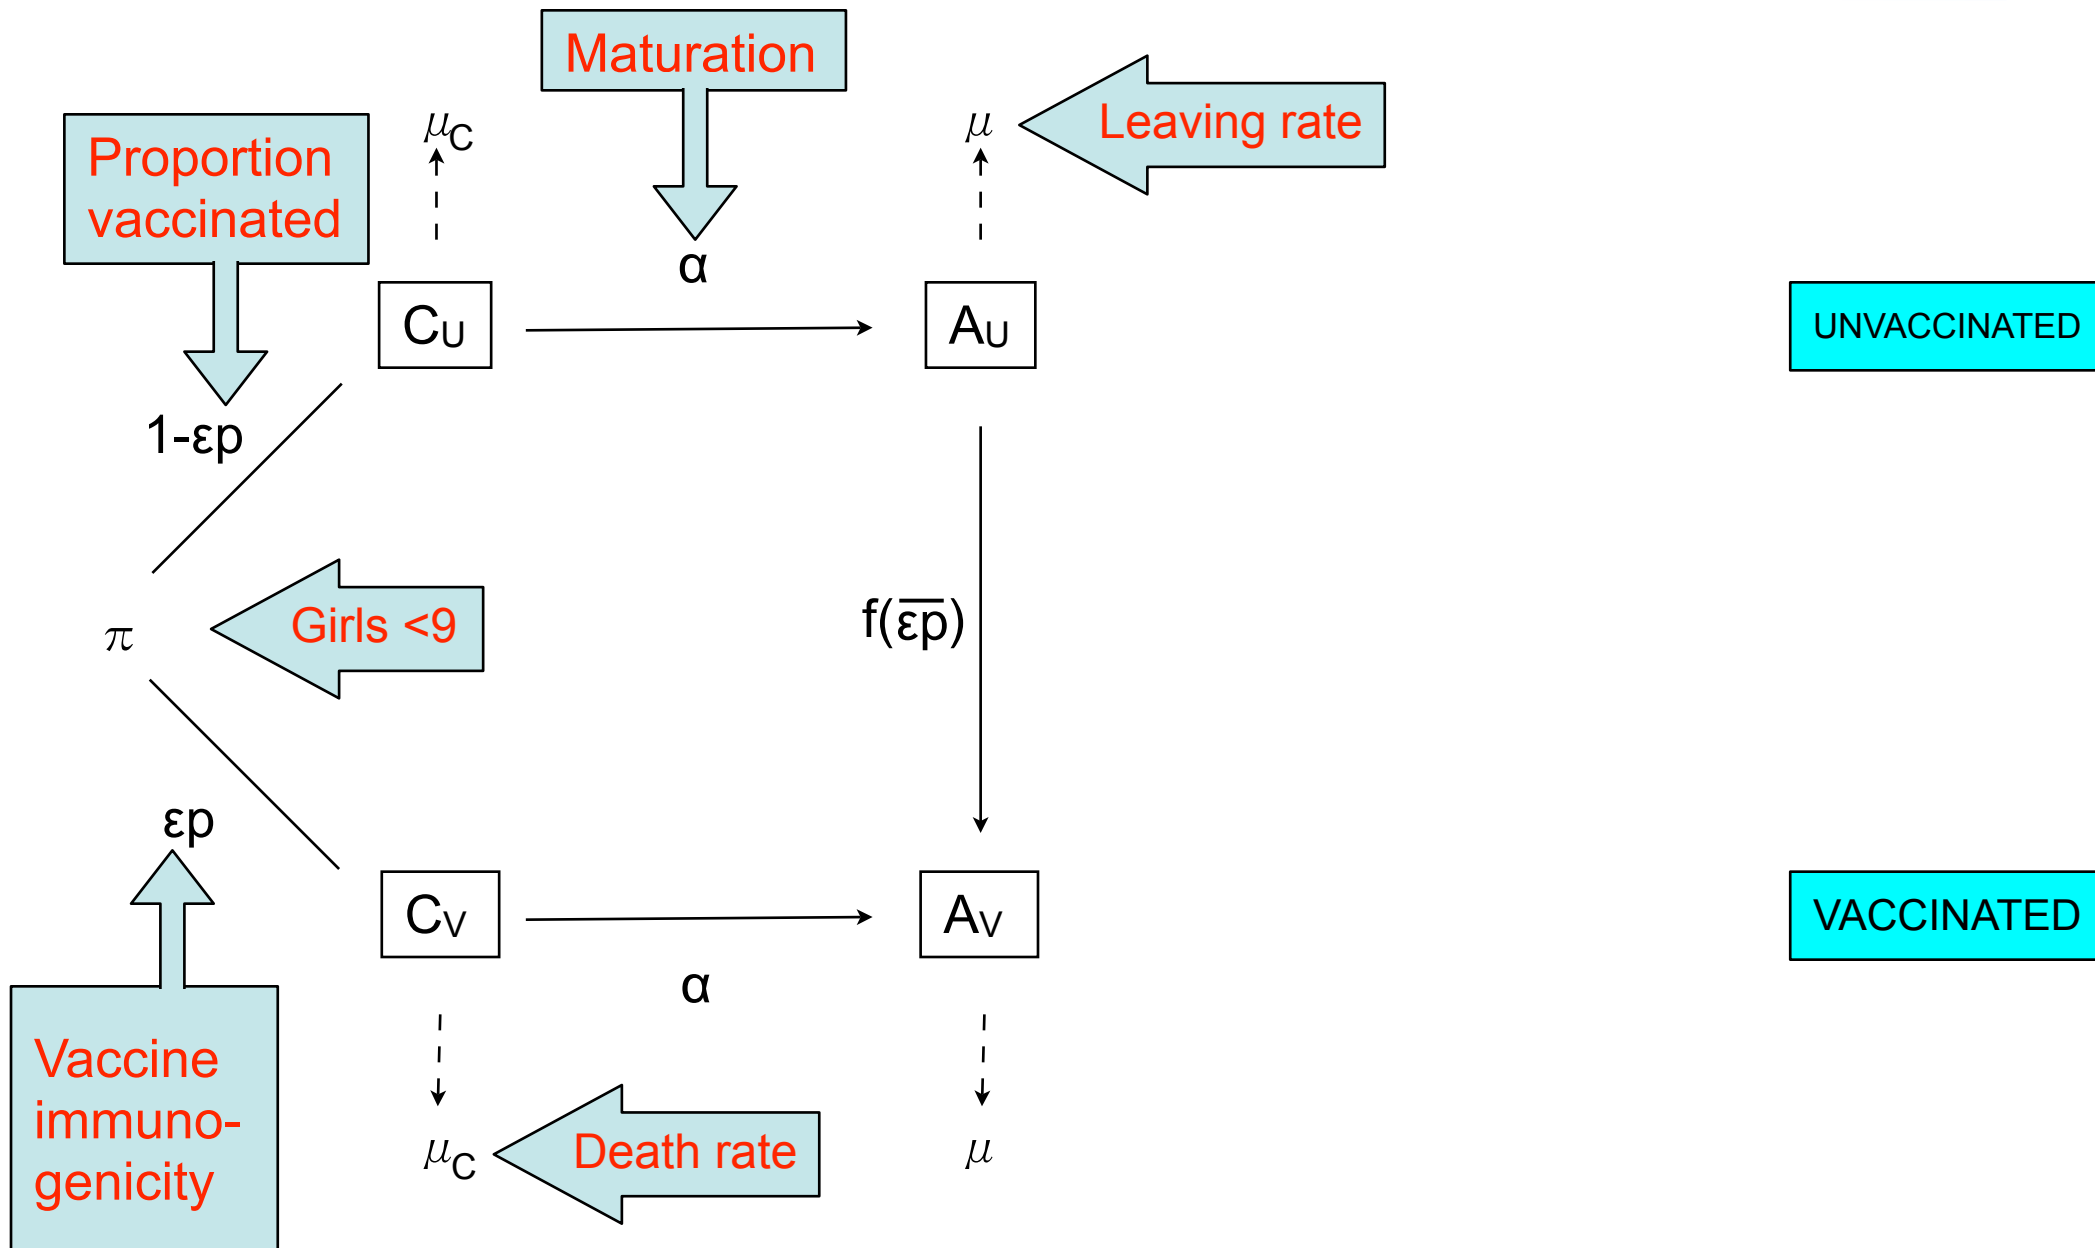 Maturation
Proportion
vaccinated
μC
μ
Leaving rate
α
CU
AU
UNVACCINATED
1-εp
π
Girls <9
f(ε̅p̅)
εp
CV
AV
VACCINATED
α
Vaccine
immuno-
genicity
μC
Death rate
μ